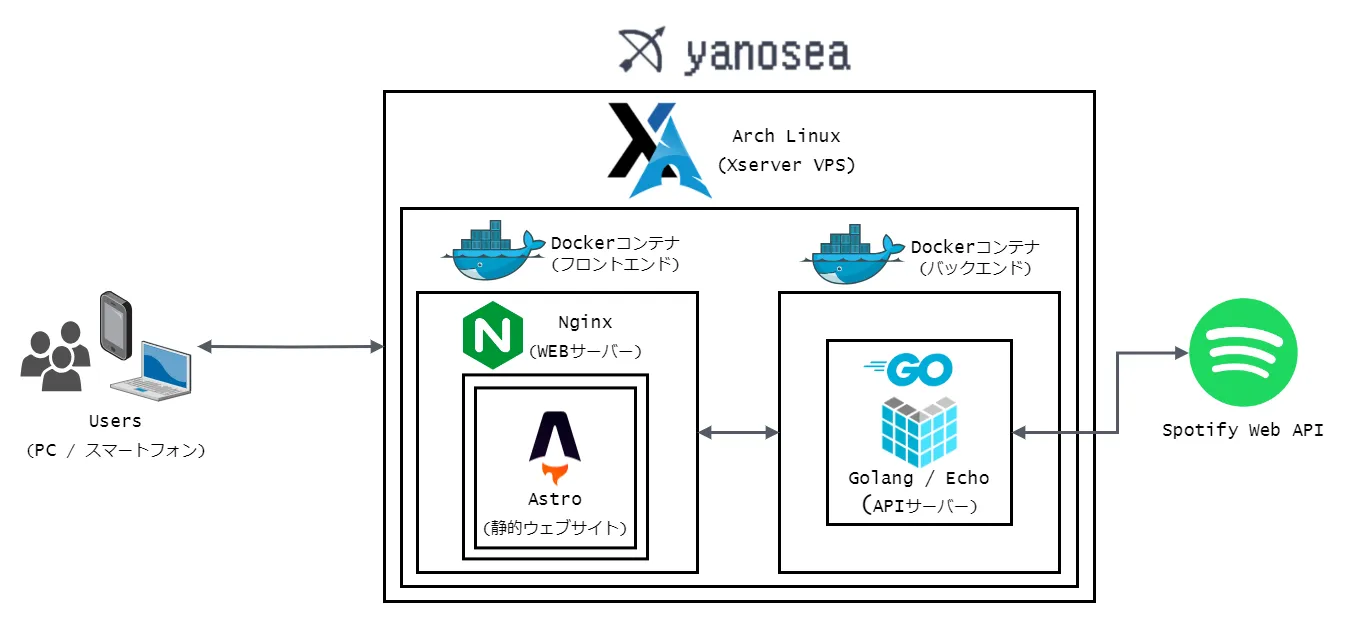 yanosea
Arch Linux
(Xserver VPS)
Dockerコンテナ
(フロントエンド)
Dockerコンテナ
(バックエンド)
Nginx
(WEBサーバー)
Astro
(静的ウェブサイト)
GO
Golang / Echo
(APIサーバー)
Users
(PC / スマートフォン)
Spotify Web API